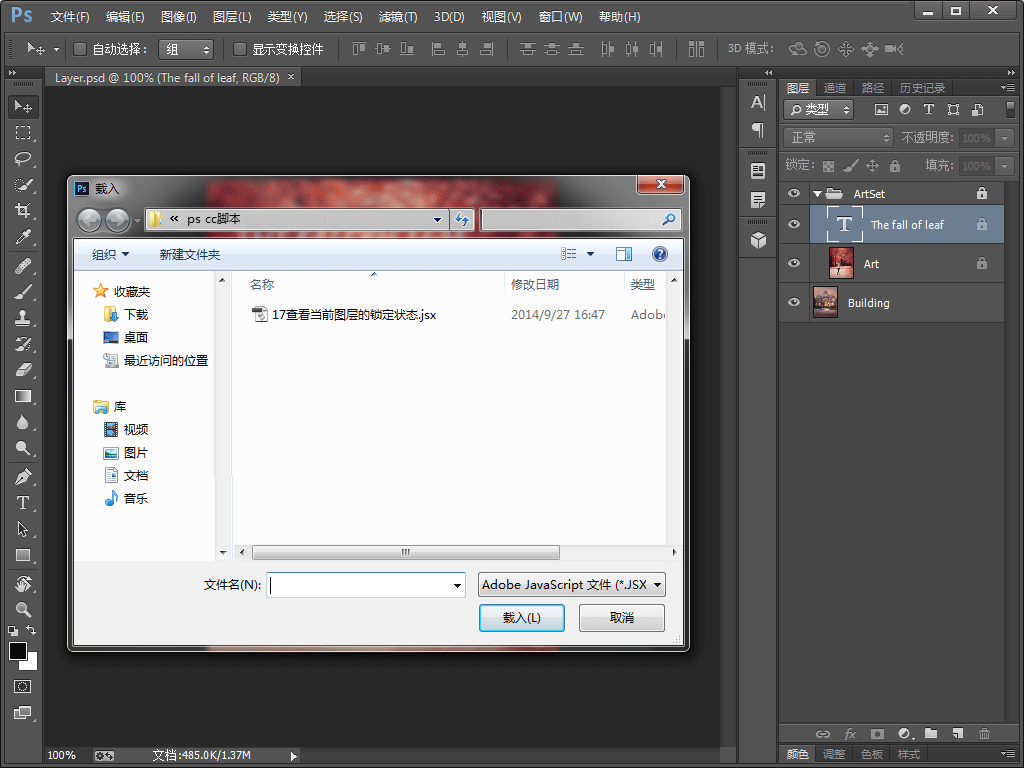 Ps 文件(F) 编辑(E) 图像(I) 图层(L) 类型(Y) 选择(S) 滤镜(T) 3D(D) 视图(V) 窗口(W) 帮助(H)
自动选择： 组 显示变换控件 3D 模式：
Layer.psd @ 100% (The fall of leaf, RGB/8) ×
图层 通道 路径 历史记录
类型
正常 不透明度: 100%
锁定: 填充: 100%
ArtSet
The fall of leaf
Art
Building
Ps 载入
« ps cc脚本
组织 新建文件夹
名称 修改日期 类型
收藏夹
下载
桌面
最近访问的位置
库
视频
图片
文档
音乐
17查看当前图层的锁定状态.jsx 2014/9/27 16:47 Adob
文件名(N): Adobe JavaScript 文件 (*.JSX
载入(L) 取消
100% 文档:485.0K/1.37M
颜色 调整 色板 样式